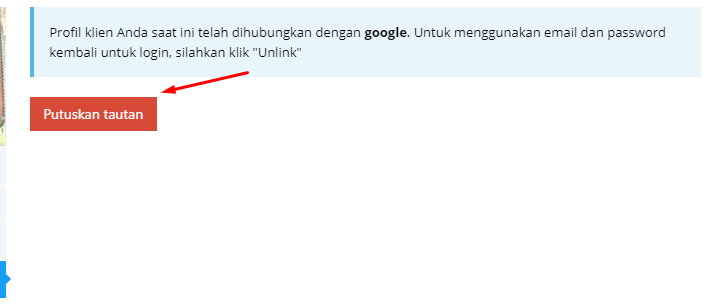 Profil klien Anda saat ini telah dihubungkan dengan google. Untuk menggunakan email dan password
kembali untuk login, silahkan klik "Unlink"
Putuskan tautan